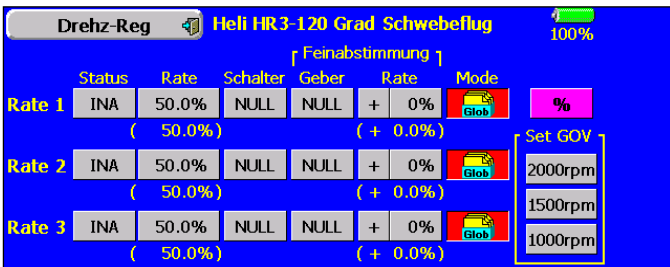 Drehz-Reg Heli HR3-120 Grad Schwebeflug 100%
Feinabstimmung
Status Rate Schalter Geber Rate Mode
Rate 1 INA 50.0% NULL NULL + 0% Glob %
( 50.0%) ( + 0.0%) Set GOV
Rate 2 INA 50.0% NULL NULL + 0% Glob 2000rpm
( 50.0%) ( + 0.0%) 1500rpm
Rate 3 INA 50.0% NULL NULL + 0% Glob 1000rpm
( 50.0%) ( + 0.0%)